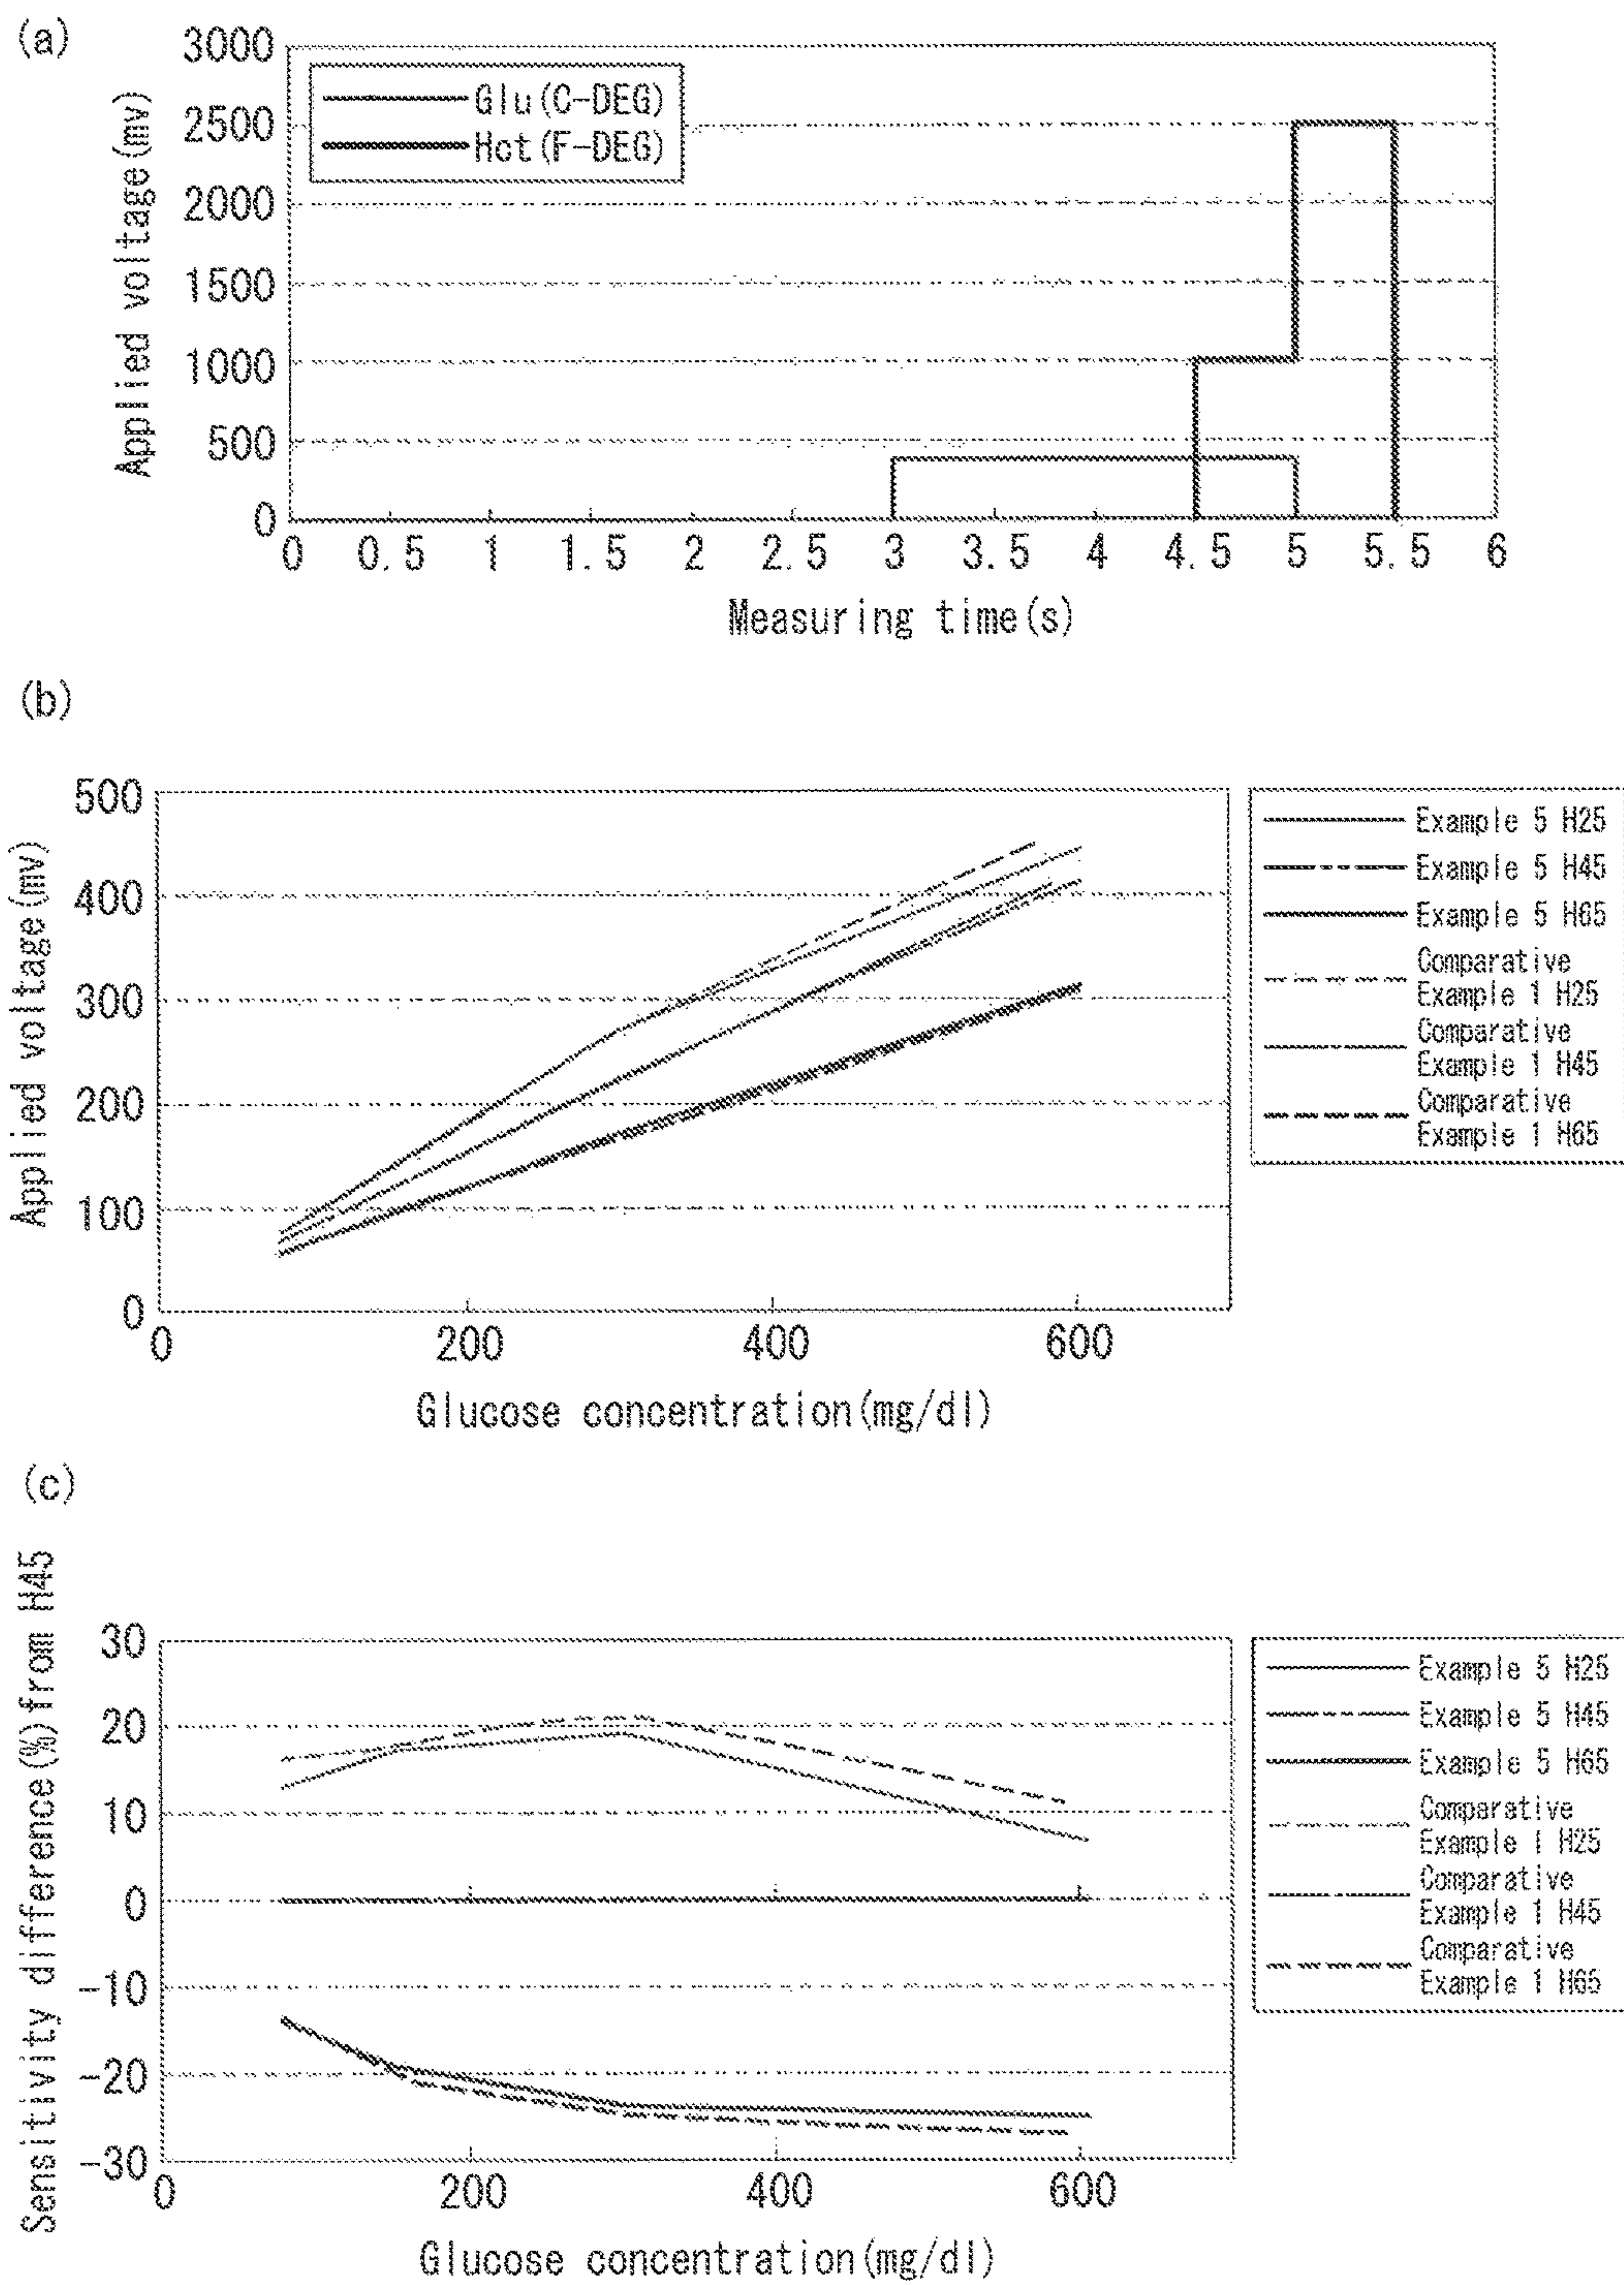 (a)
3000
2500
2000
1500
1000
500
0
Applied voltage(mv)
Glu(C-DEG)
Hct(F-DEG)
0 0.5 1 1.5 2 2.5 3 3.5 4 4.5 5 5.5 6
Measuring time(s)
(b)
500
400
300
200
100
0
Applied voltage(mv)
0 200 400 600
Glucose concentration(mg/dl)
Example 5 H25
Example 5 H45
Example 5 H65
Comparative
Example 1 H25
Comparative
Example 1 H45
Comparative
Example 1 H65
(c)
30
20
10
0
-10
-20
-30
Sensitivity difference(%)from H45
0 200 400 600
Glucose concentration(mg/dl)
Example 5 H25
Example 5 H45
Example 5 H65
Comparative
Example 1 H25
Comparative
Example 1 H45
Comparative
Example 1 H65